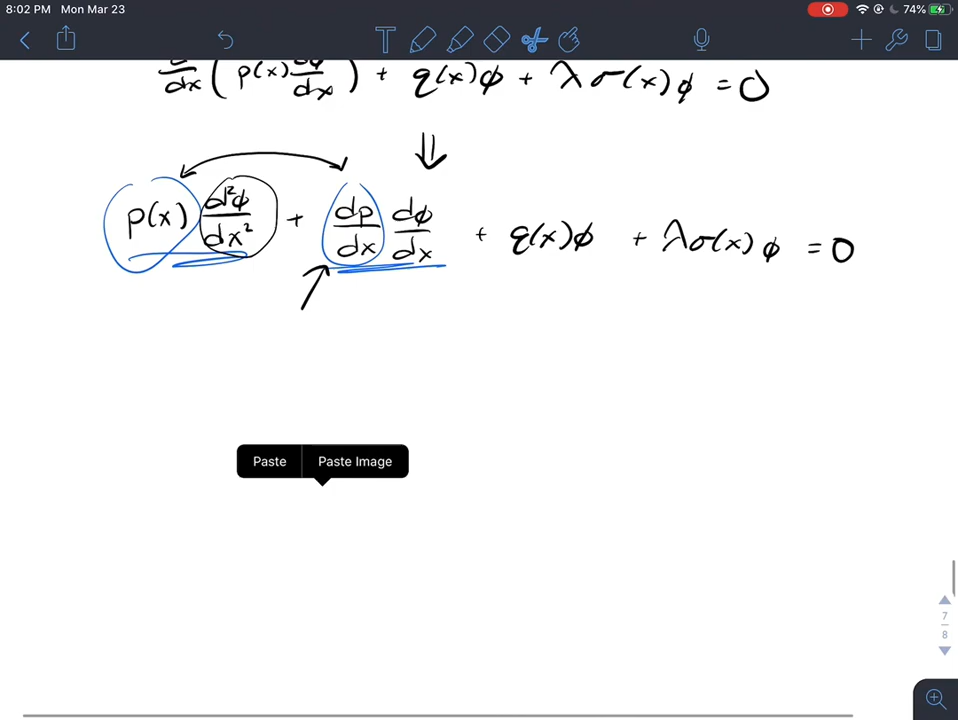 8:02 PM Mon Mar 23 74%
d/dx ( p(x) dφ/dx ) + q(x)φ + λσ(x)φ = 0
⇓
p(x) d²φ/dx² + dp/dx dφ/dx + q(x)φ + λσ(x)φ = 0
Paste Paste Image
7
8